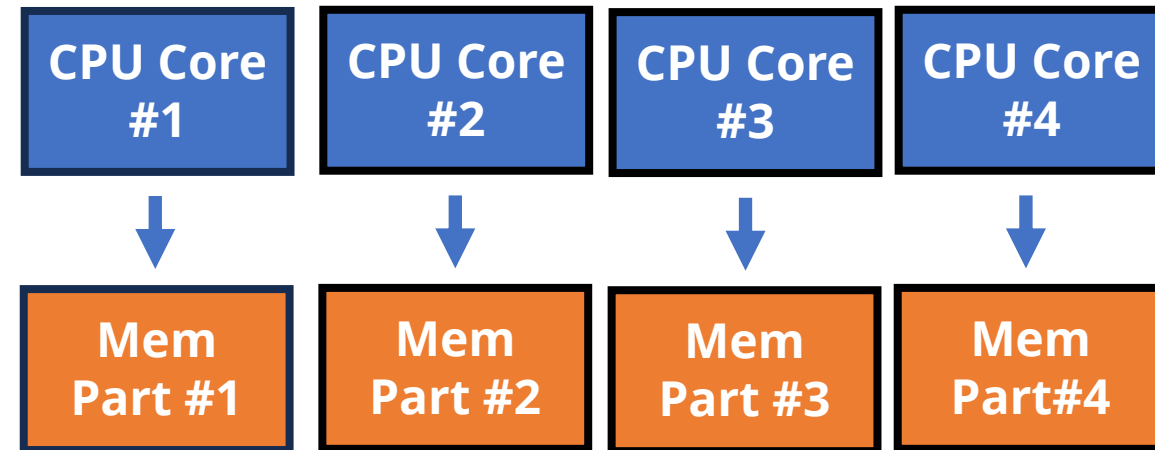 CPU Core
#1
CPU Core
#2
CPU Core
#3
CPU Core
#4
Mem
Part #1
Mem
Part #2
Mem
Part #3
Mem
Part#4